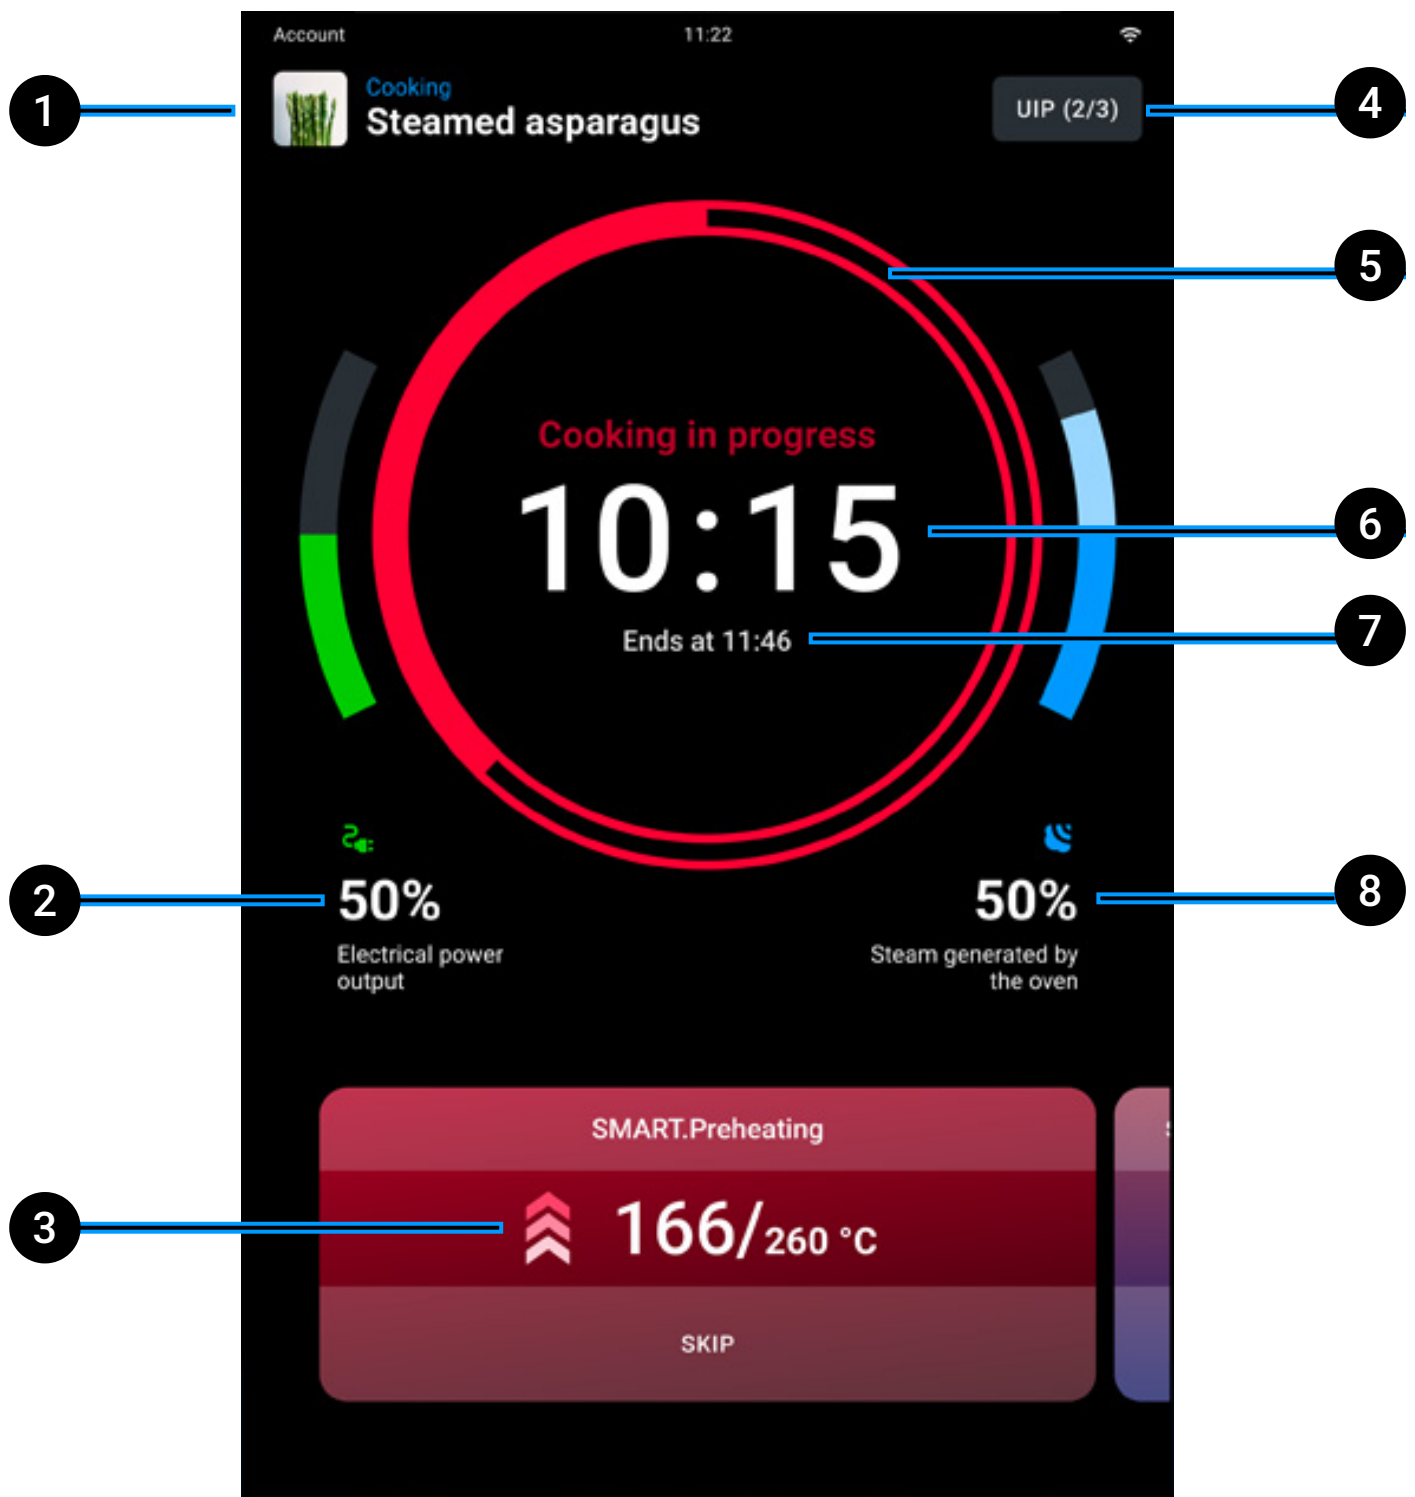 Account 11:22
1
Cooking
Steamed asparagus
UIP (2/3)
4
5
Cooking in progress
10:15
6
Ends at 11:46
7
2
50%
Electrical power
output
50%
8
Steam generated by
the oven
SMART.Preheating
3
166/260 °C
SKIP